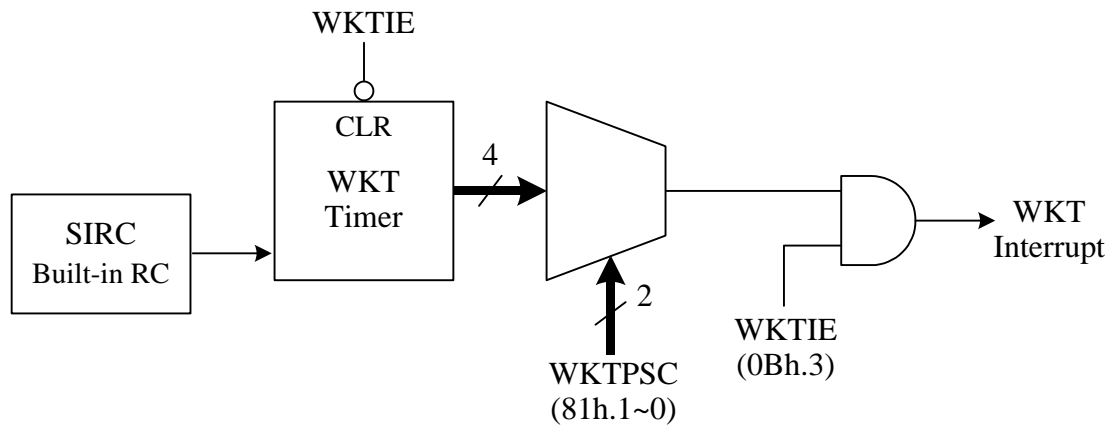 WKTIE
CLR
WKT
Timer
4
SIRC
Built-in RC
2
WKTPSC
(81h.1~0)
WKTIE
(0Bh.3)
WKT
Interrupt